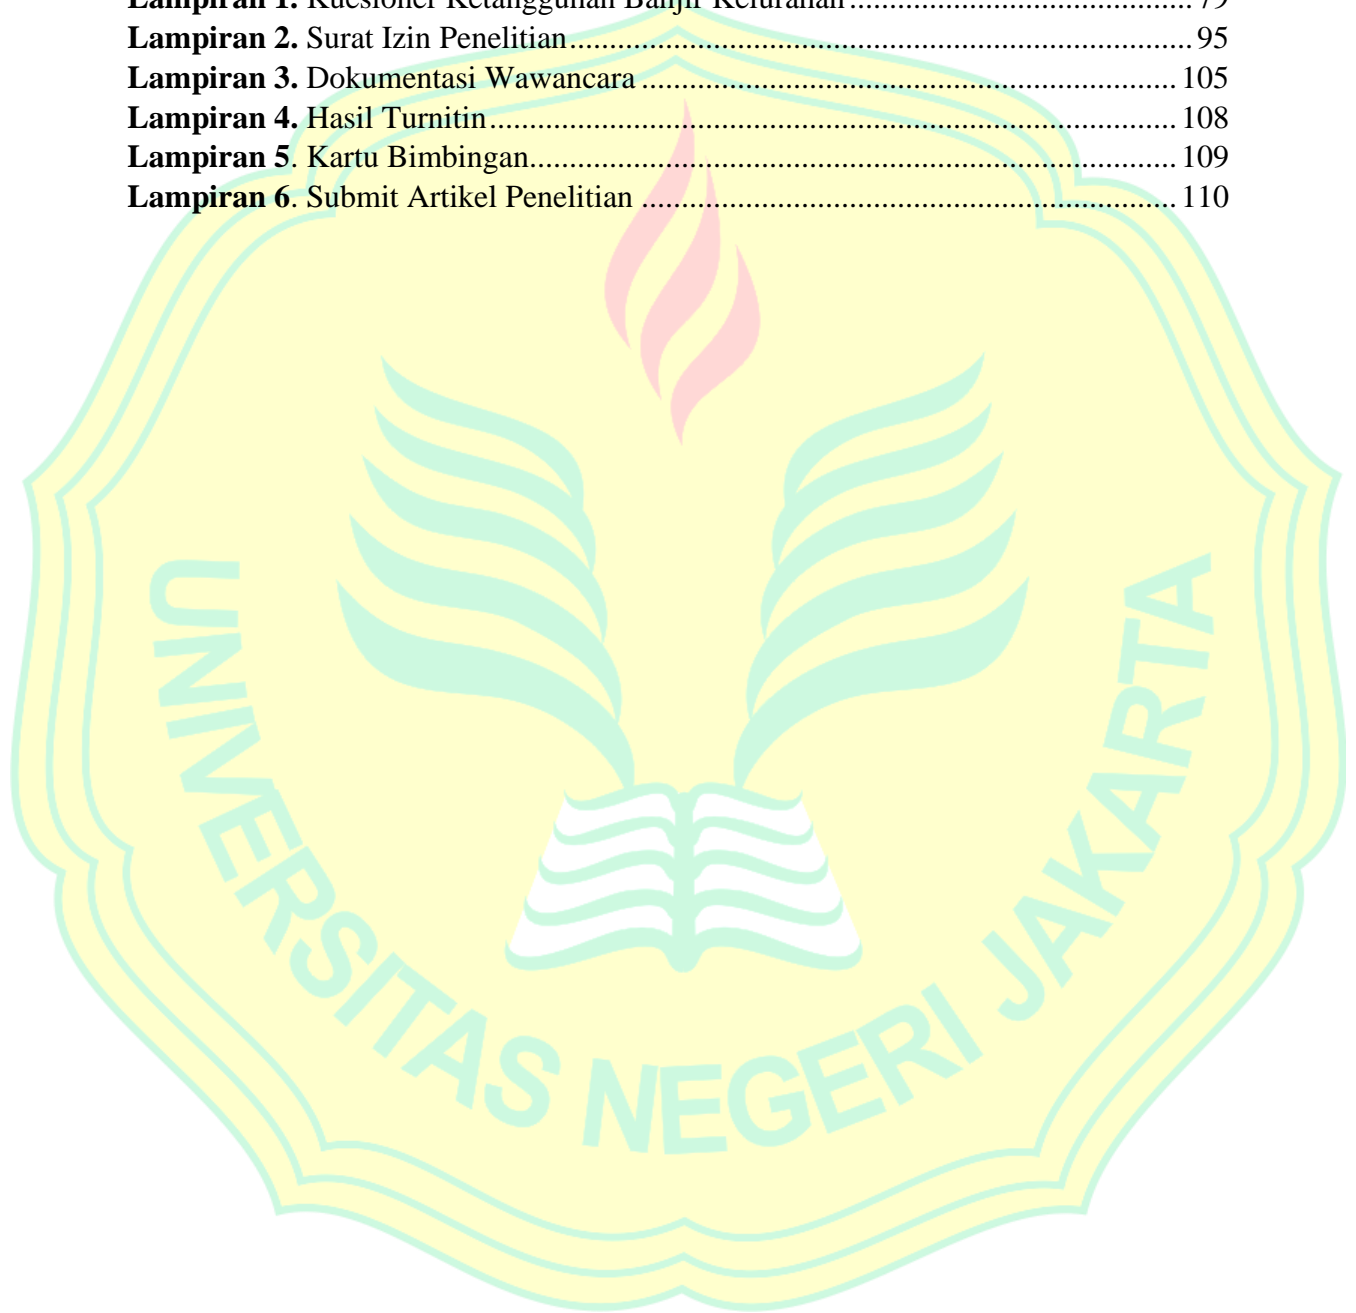 Lampiran 1. Kuesioner Ketangguhan Banjir Kelurahan....................................79
Lampiran 2. Surat Izin Penelitian....................................95
Lampiran 3. Dokumentasi Wawancara....................................105
Lampiran 4. Hasil Turnitin....................................108
Lampiran 5. Kartu Bimbingan....................................109
Lampiran 6. Submit Artikel Penelitian....................................110
UNIVERSITAS NEGERI JAKARTA